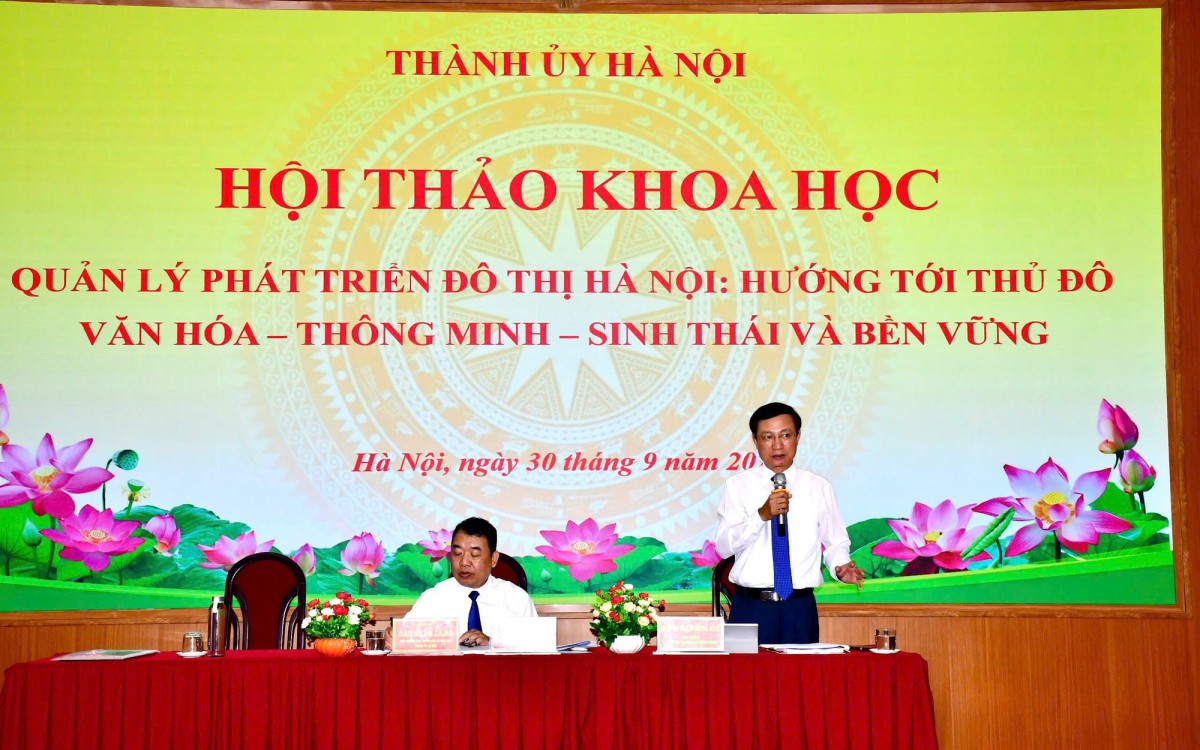 THÀNH ỦY HÀ NỘI
HỘI THẢO KHOA HỌC
QUẢN LÝ PHÁT TRIỂN ĐÔ THỊ HÀ NỘI: HƯỚNG TỚI THỦ ĐÔ
VĂN HÓA – THÔNG MINH – SINH THÁI VÀ BỀN VỮNG
Hà Nội, ngày 30 tháng 9 năm